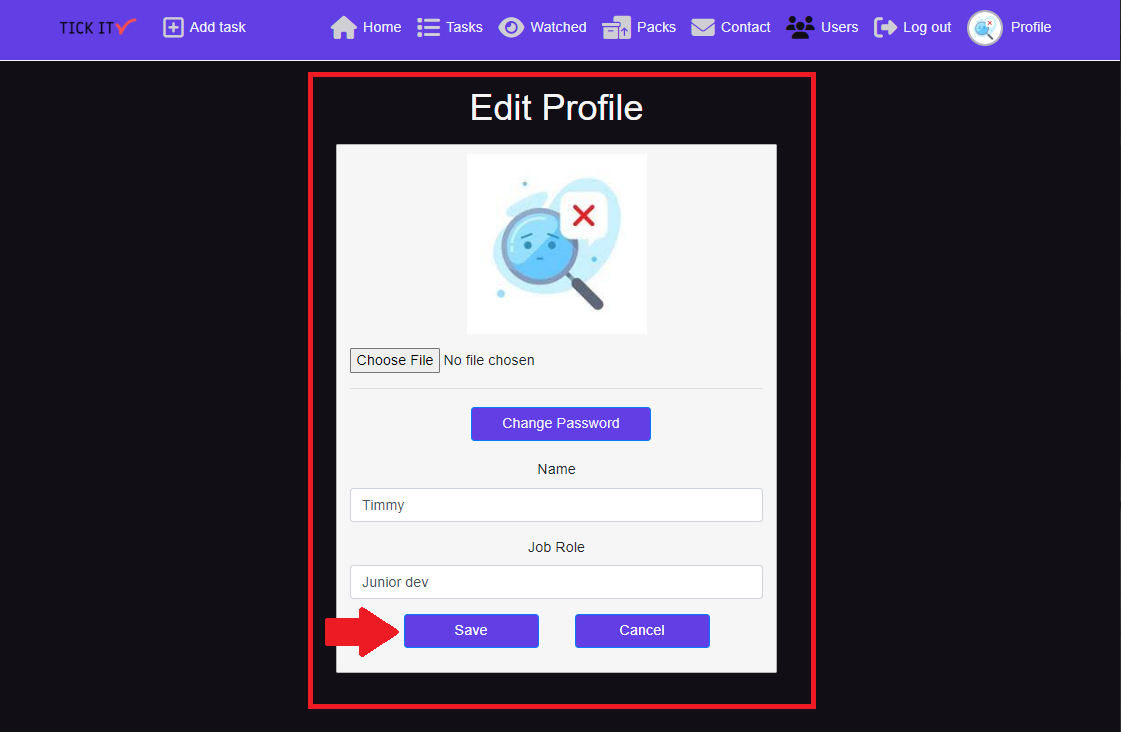 TICK IT Add task Home Tasks Watched Packs Contact Users Log out Profile
Edit Profile
Choose File No file chosen
Change Password
Name
Timmy
Job Role
Junior dev
Save Cancel